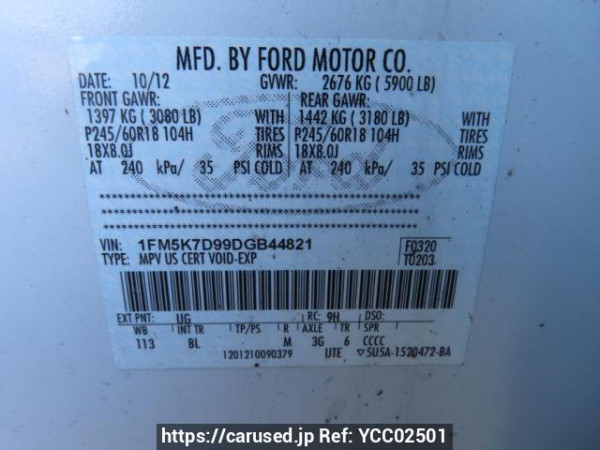 MFD. BY FORD MOTOR CO.
DATE: 10/12 GVWR: 2676 KG ( 5900 LB)
FRONT GAWR: REAR GAWR:
1397 KG ( 3080 LB) WITH 1442 KG ( 3180 LB) WITH
P245/60R18 104H TIRES P245/60R18 104H TIRES
18X8.0J RIMS 18X8.0J RIMS
AT 240 kPa/ 35 PSI COLD AT 240 kPa/ 35 PSI COLD
VIN: 1FM5K7D99DGB44821 F0320
TYPE: MPV US CERT VOID-EXP T0203
EXT PNT: UG RC: 9H DSO:
WB INT TR TP/PS R AXLE TR SPR
113 BL M 3G 6 CCCC
1201210090379 UTE 5U5A-1520472-BA
https://carused.jp Ref: YCC02501